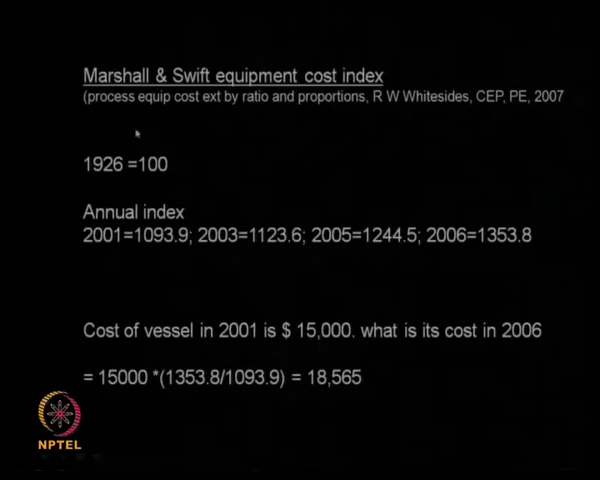 Marshall & Swift equipment cost index
(process equip cost ext by ratio and proportions, R W Whitesides, CEP, PE, 2007
1926 =100
Annual index
2001=1093.9; 2003=1123.6; 2005=1244.5; 2006=1353.8
Cost of vessel in 2001 is $ 15,000. what is its cost in 2006
= 15000 *(1353.8/1093.9) = 18,565
NPTEL